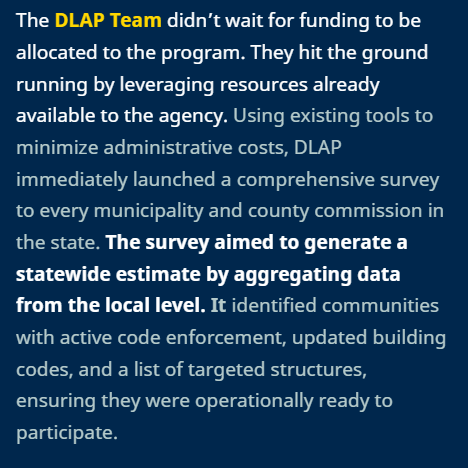 The DLAP Team didn’t wait for funding to be
allocated to the program. They hit the ground
running by leveraging resources already
available to the agency. Using existing tools to
minimize administrative costs, DLAP
immediately launched a comprehensive survey
to every municipality and county commission in
the state. The survey aimed to generate a
statewide estimate by aggregating data
from the local level. It identified communities
with active code enforcement, updated building
codes, and a list of targeted structures,
ensuring they were operationally ready to
participate.